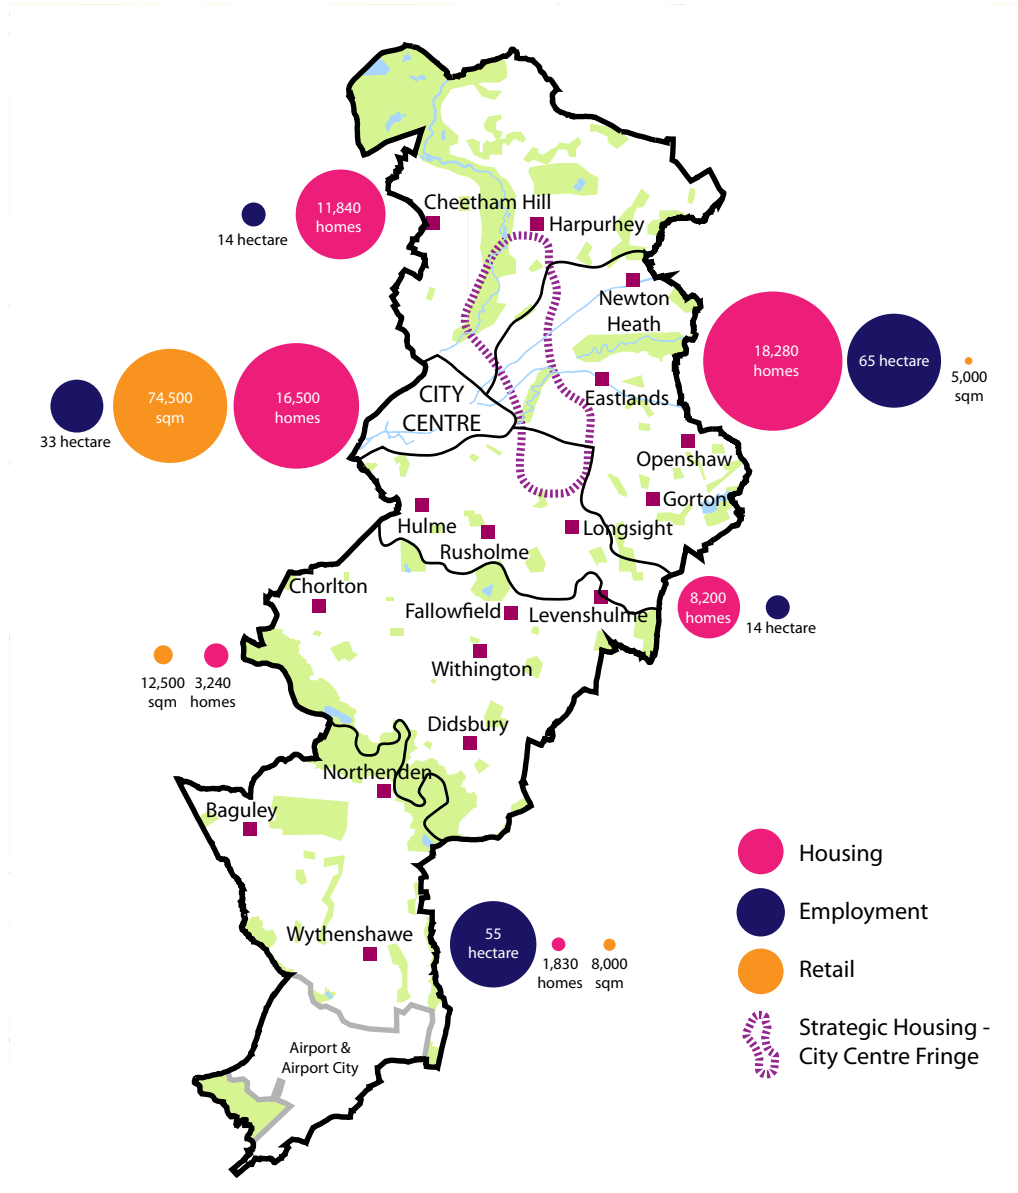 Cheetham Hill
Harpurhey
11,840
homes
14 hectare
Newton
Heath
18,280
homes
65 hectare
5,000
sqm
CITY
CENTRE
Eastlands
74,500
sqm
16,500
homes
33 hectare
Openshaw
Gorton
Hulme
Rusholme
Longsight
Chorlton
Fallowfield
Levenshulme
8,200
homes
14 hectare
Withington
12,500
sqm
3,240
homes
Didsbury
Northenden
Baguley
Wythenshawe
55
hectare
1,830
homes
8,000
sqm
Airport &
Airport City
Housing
Employment
Retail
Strategic Housing -
City Centre Fringe